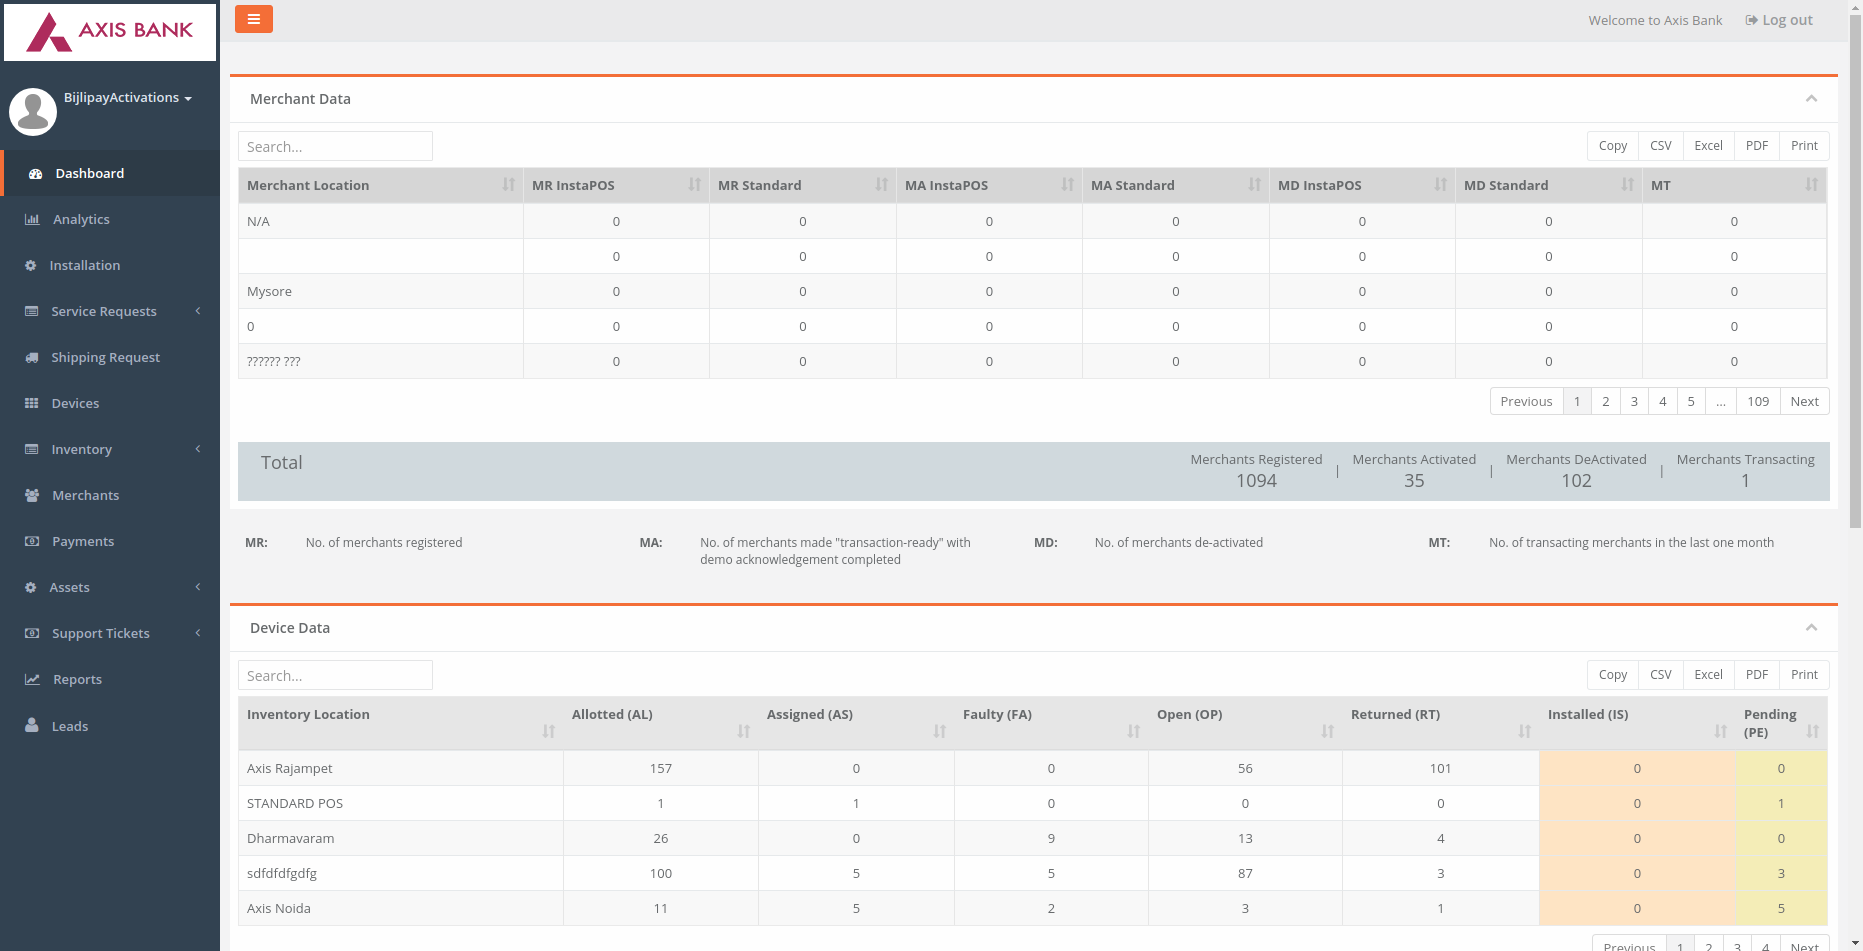 AXIS BANK
Welcome to Axis Bank Log out
BijlipayActivations
Dashboard
Analytics
Installation
Service Requests
Shipping Request
Devices
Inventory
Merchants
Payments
Assets
Support Tickets
Reports
Leads
Merchant Data
Search... Copy CSV Excel PDF Print
Merchant Location MR InstaPOS MR Standard MA InstaPOS MA Standard MD InstaPOS MD Standard MT
N/A 0 0 0 0 0 0 0
0 0 0 0 0 0 0
Mysore 0 0 0 0 0 0 0
0 0 0 0 0 0 0 0
?????? ??? 0 0 0 0 0 0 0
Previous 1 2 3 4 5 ... 109 Next
Total
Merchants Registered | Merchants Activated | Merchants DeActivated | Merchants Transacting
1094 35 102 1
MR: No. of merchants registered
MA: No. of merchants made "transaction-ready" with
demo acknowledgement completed
MD: No. of merchants de-activated
MT: No. of transacting merchants in the last one month
Device Data
Search... Copy CSV Excel PDF Print
Inventory Location Allotted (AL) Assigned (AS) Faulty (FA) Open (OP) Returned (RT) Installed (IS) Pending
(PE)
Axis Rajampet 157 0 0 56 101 0 0
STANDARD POS 1 1 0 0 0 0 1
Dharmavaram 26 0 9 13 4 0 0
sdfdfdfgdfg 100 5 5 87 3 0 3
Axis Noida 11 5 2 3 1 0 5
Previous 1 2 3 4 Next